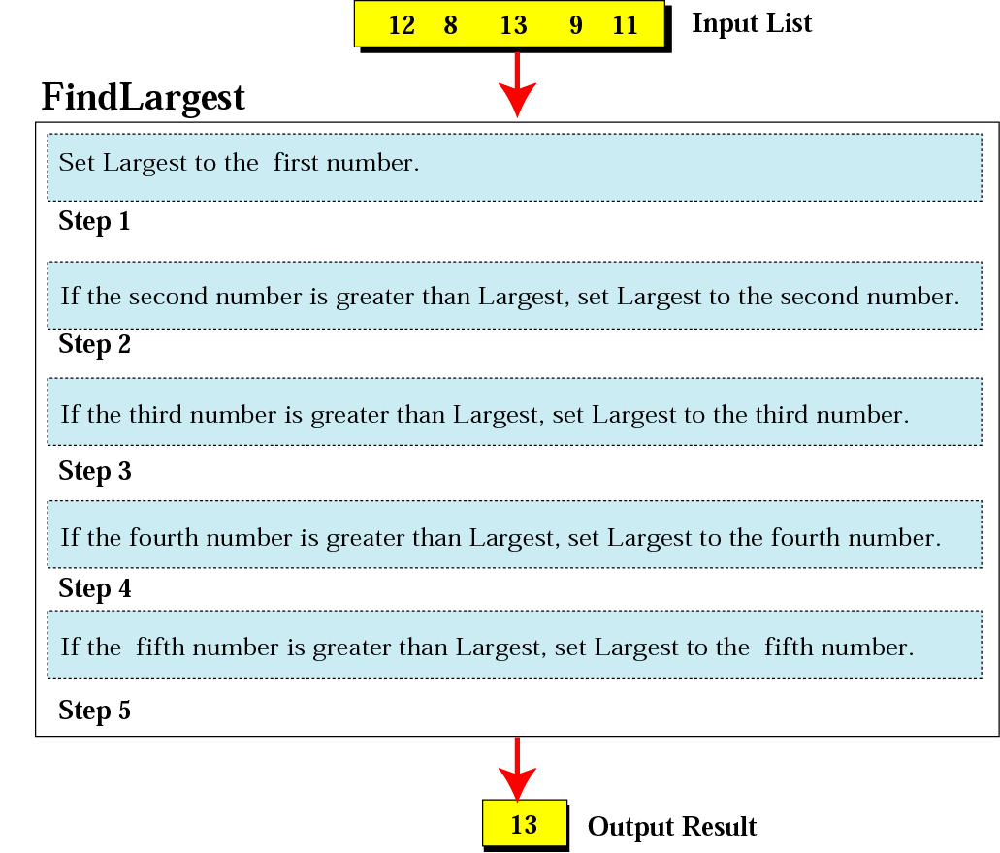 12 8 13 9 11 Input List
FindLargest
Set Largest to the first number.
Step 1
If the second number is greater than Largest, set Largest to the second number.
Step 2
If the third number is greater than Largest, set Largest to the third number.
Step 3
If the fourth number is greater than Largest, set Largest to the fourth number.
Step 4
If the fifth number is greater than Largest, set Largest to the fifth number.
Step 5
13 Output Result